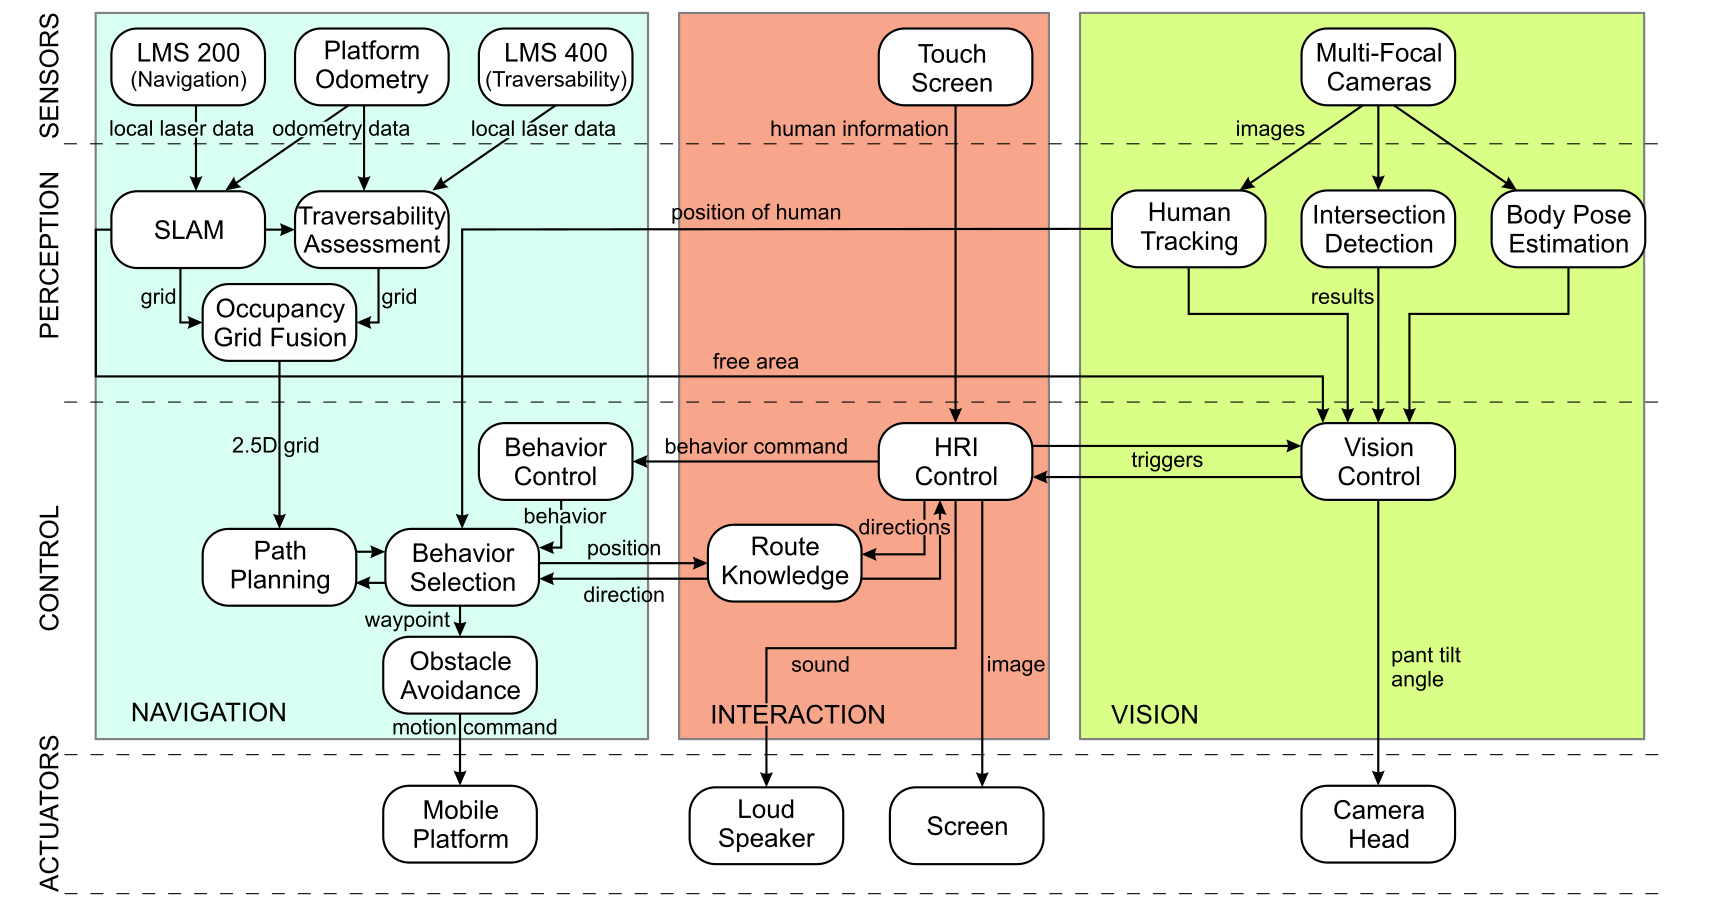 SENSORS
LMS 200
(Navigation)
Platform
Odometry
LMS 400
(Traversability)
Touch
Screen
Multi-Focal
Cameras
local laser data
odometry data
local laser data
human information
images
PERCEPTION
SLAM
Traversability
Assessment
position of human
Human
Tracking
Intersection
Detection
Body Pose
Estimation
grid
Occupancy
Grid Fusion
grid
results
free area
CONTROL
2.5D grid
Behavior
Control
behavior command
HRI
Control
triggers
Vision
Control
behavior
directions
Path
Planning
Behavior
Selection
position
direction
Route
Knowledge
waypoint
Obstacle
Avoidance
sound
image
pant tilt
angle
NAVIGATION
INTERACTION
VISION
motion command
ACTUATORS
Mobile
Platform
Loud
Speaker
Screen
Camera
Head